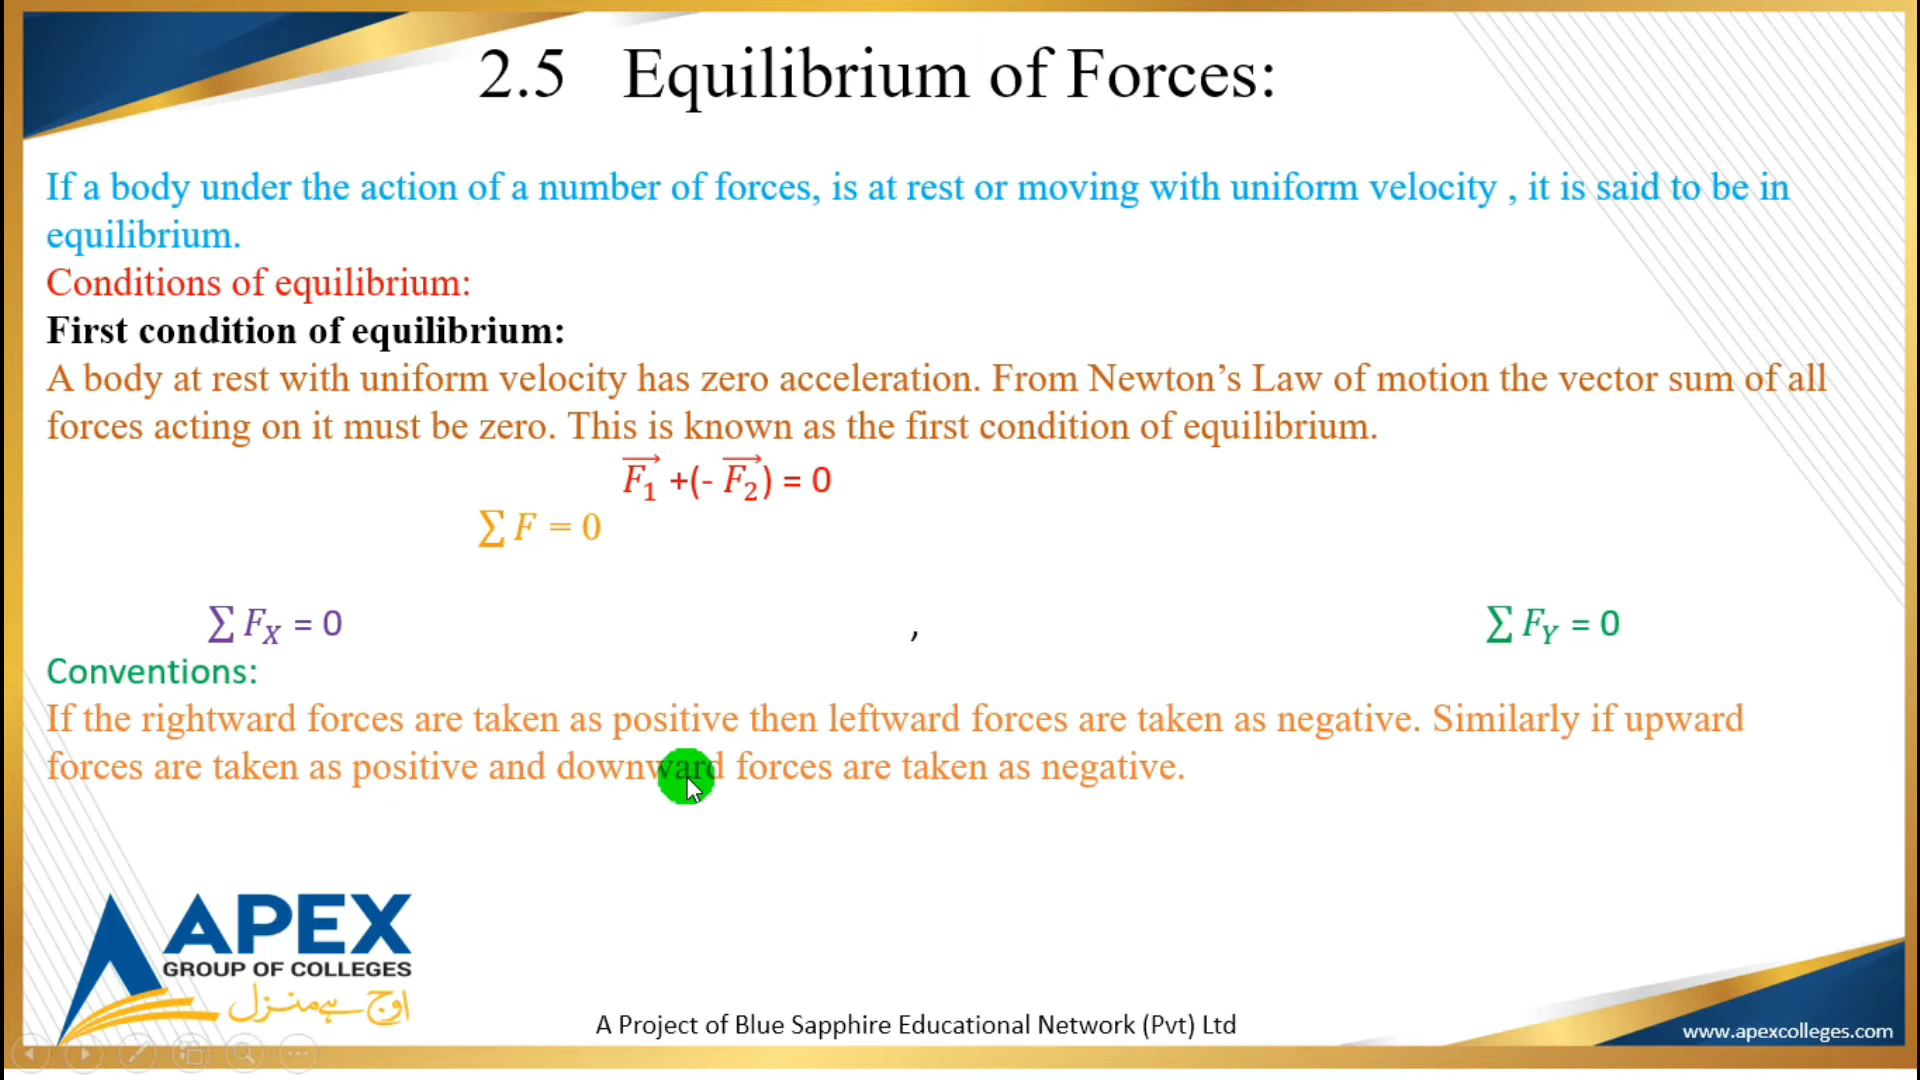 2.5 Equilibrium of Forces:
If a body under the action of a number of forces, is at rest or moving with uniform velocity , it is said to be in
equilibrium.
Conditions of equilibrium:
First condition of equilibrium:
A body at rest with uniform velocity has zero acceleration. From Newton’s Law of motion the vector sum of all
forces acting on it must be zero. This is known as the first condition of equilibrium.
$\overrightarrow{F_1}$ +(- $\overrightarrow{F_2}$) = 0
∑ F = 0
∑ F_X = 0 , ∑ F_Y = 0
Conventions:
If the rightward forces are taken as positive then leftward forces are taken as negative. Similarly if upward
forces are taken as positive and downward forces are taken as negative.
APEX
GROUP OF COLLEGES
اوج ہے منزل
A Project of Blue Sapphire Educational Network (Pvt) Ltd
www.apexcolleges.com